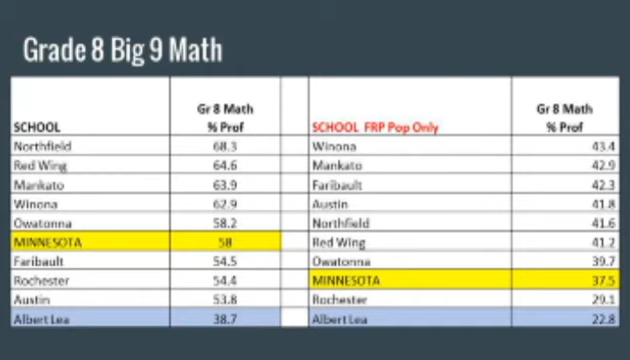 Grade 8 Big 9 Math
SCHOOL Gr 8 Math % Prof SCHOOL FRP Pop Only Gr 8 Math % Prof
Northfield 68.3 Winona 43.4
Red Wing 64.6 Mankato 42.9
Mankato 63.9 Faribault 42.3
Winona 62.9 Austin 41.8
Owatonna 58.2 Northfield 41.6
MINNESOTA 58 Red Wing 41.2
Faribault 54.5 Owatonna 39.7
Rochester 54.4 MINNESOTA 37.5
Austin 53.8 Rochester 29.1
Albert Lea 38.7 Albert Lea 22.8